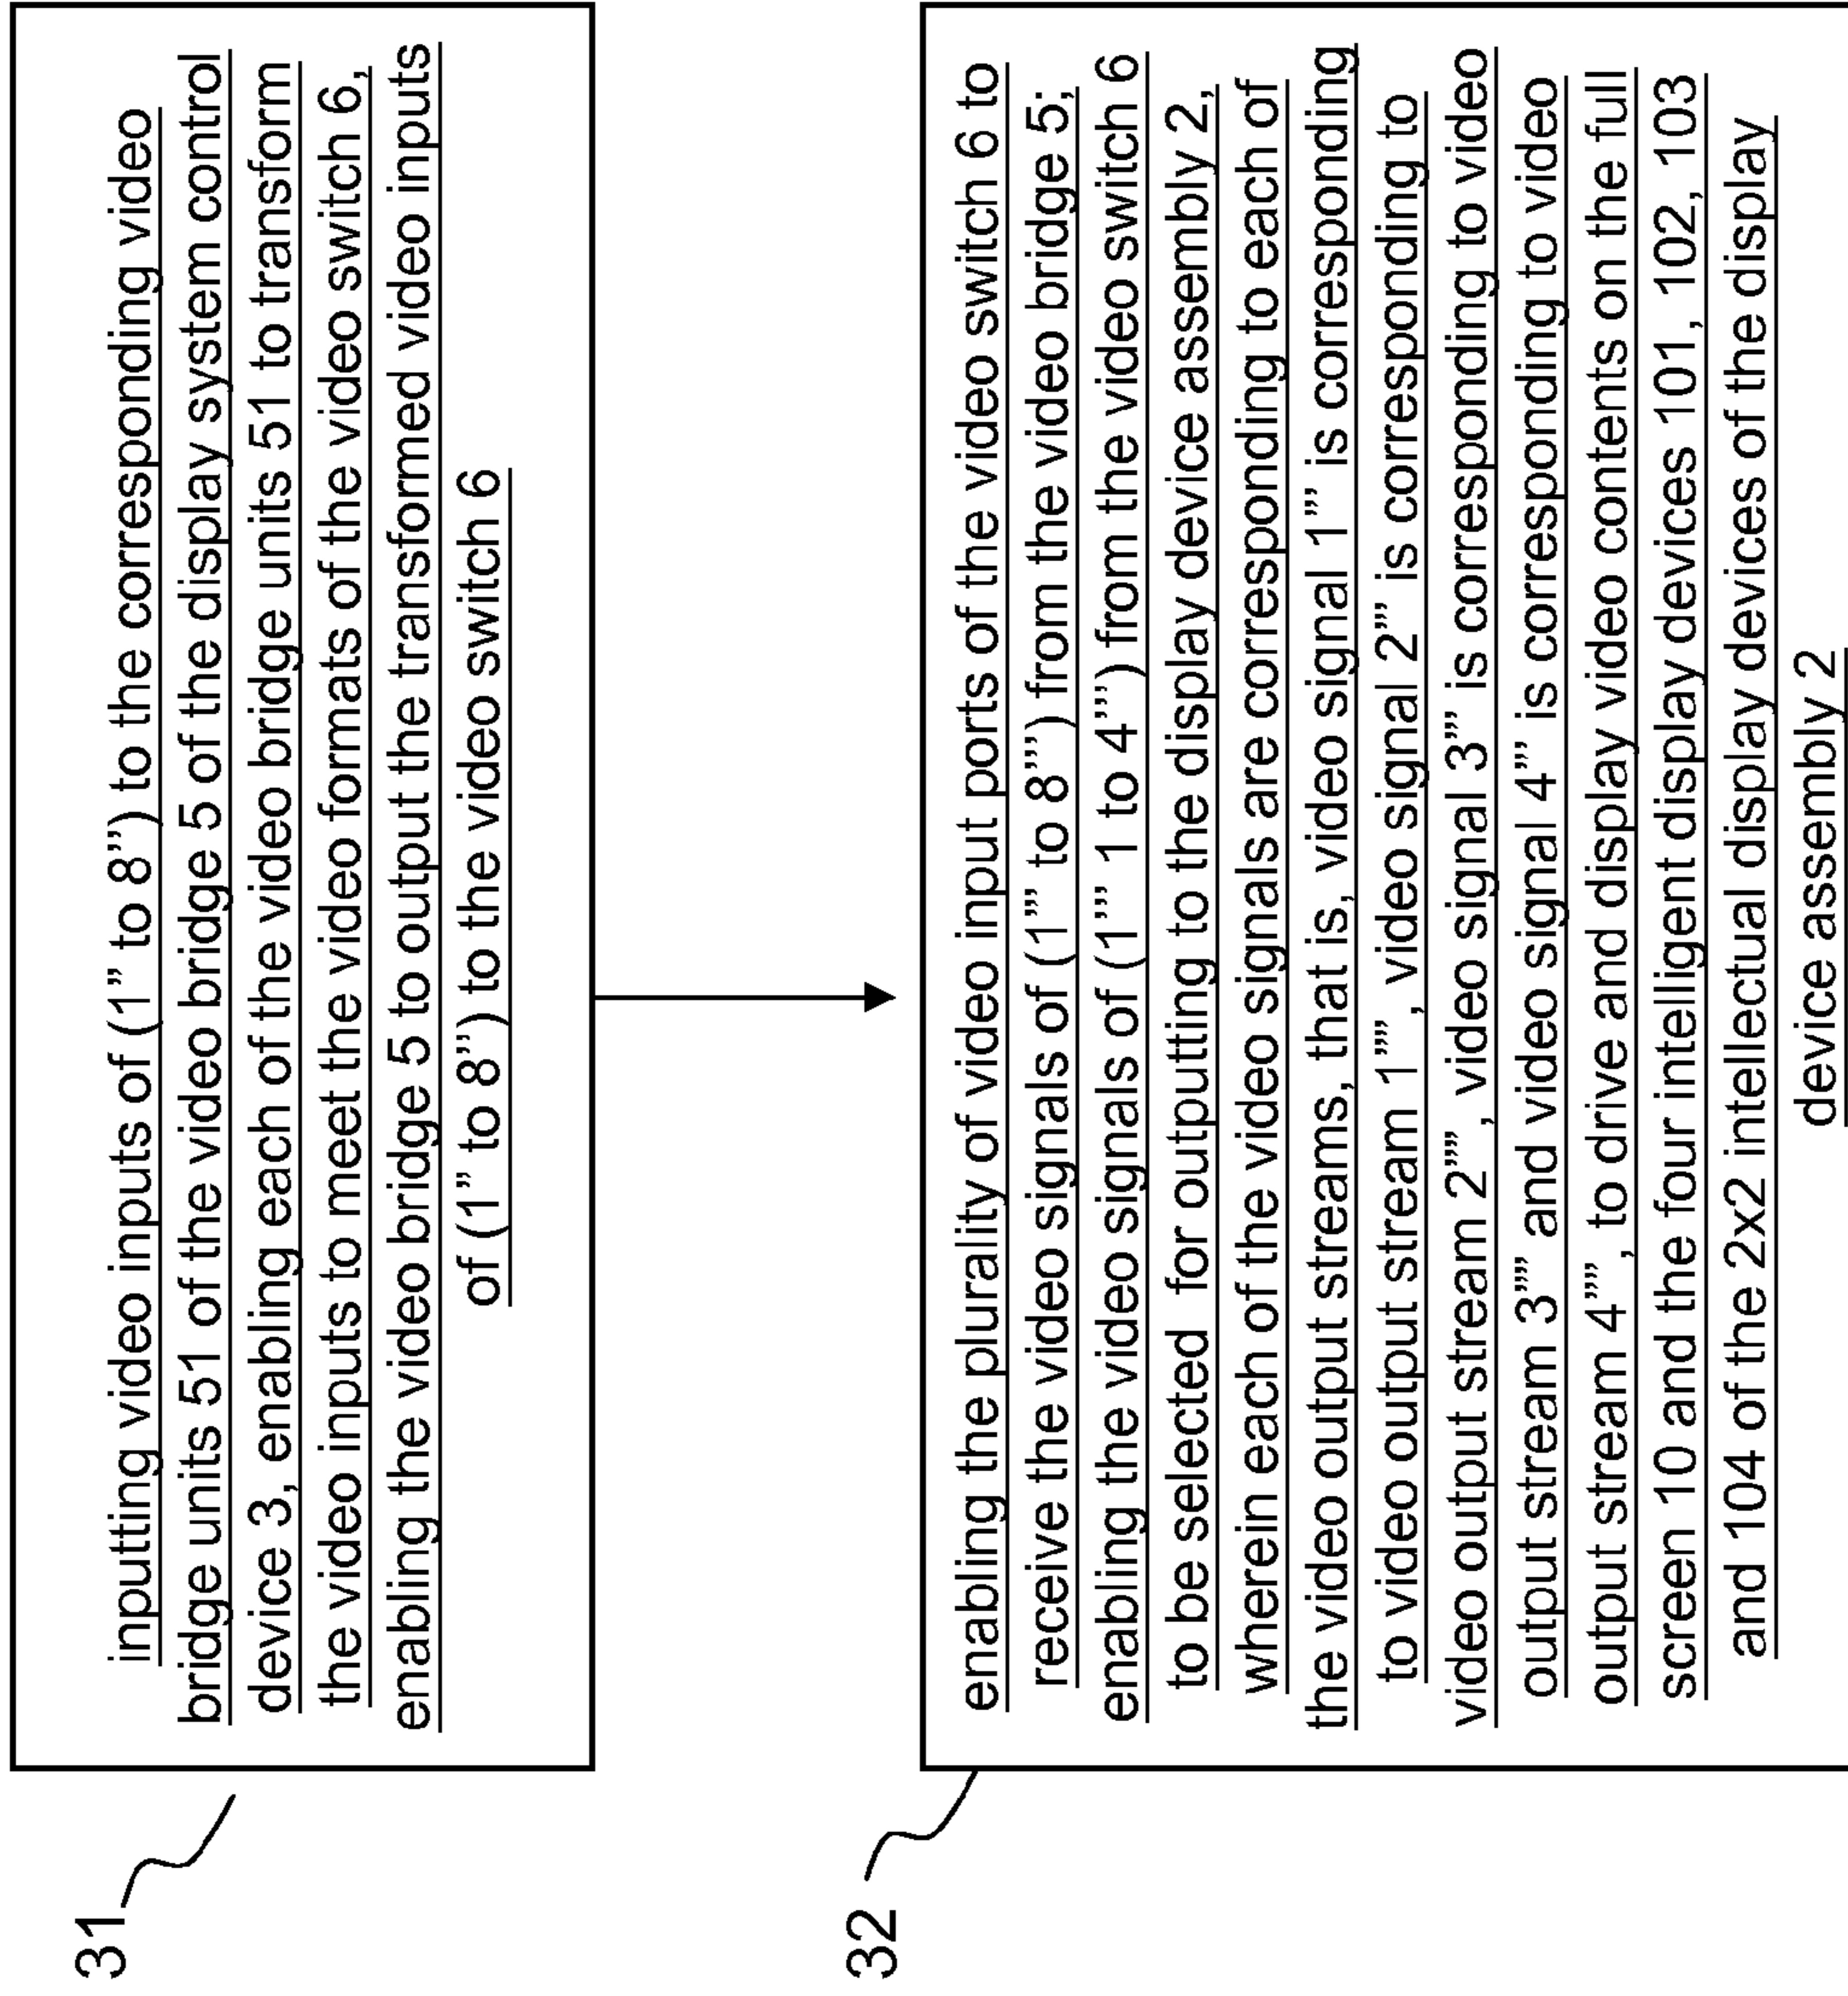 31
inputting video inputs of (1” to 8”) to the corresponding video
bridge units 51 of the video bridge 5 of the display system control
device 3, enabling each of the video bridge units 51 to transform
the video inputs to meet the video formats of the video switch 6,
enabling the video bridge 5 to output the transformed video inputs
of (1” to 8”) to the video switch 6
32
enabling the plurality of video input ports of the video switch 6 to
receive the video signals of (1”’ to 8”’) from the video bridge 5;
enabling the video signals of (1”’ 1 to 4”’) from the video switch 6
to be selected for outputting to the display device assembly 2,
wherein each of the video signals are corresponding to each of
the video output streams, that is, video signal 1”’ is corresponding
to video output stream 1””, video signal 2”’ is corresponding to
video output stream 2””, video signal 3”’ is corresponding to video
output stream 3”” and video signal 4”’ is corresponding to video
output stream 4””, to drive and display video contents on the full
screen 10 and the four intelligent display devices 101, 102, 103
and 104 of the 2x2 intellectual display devices of the display
device assembly 2